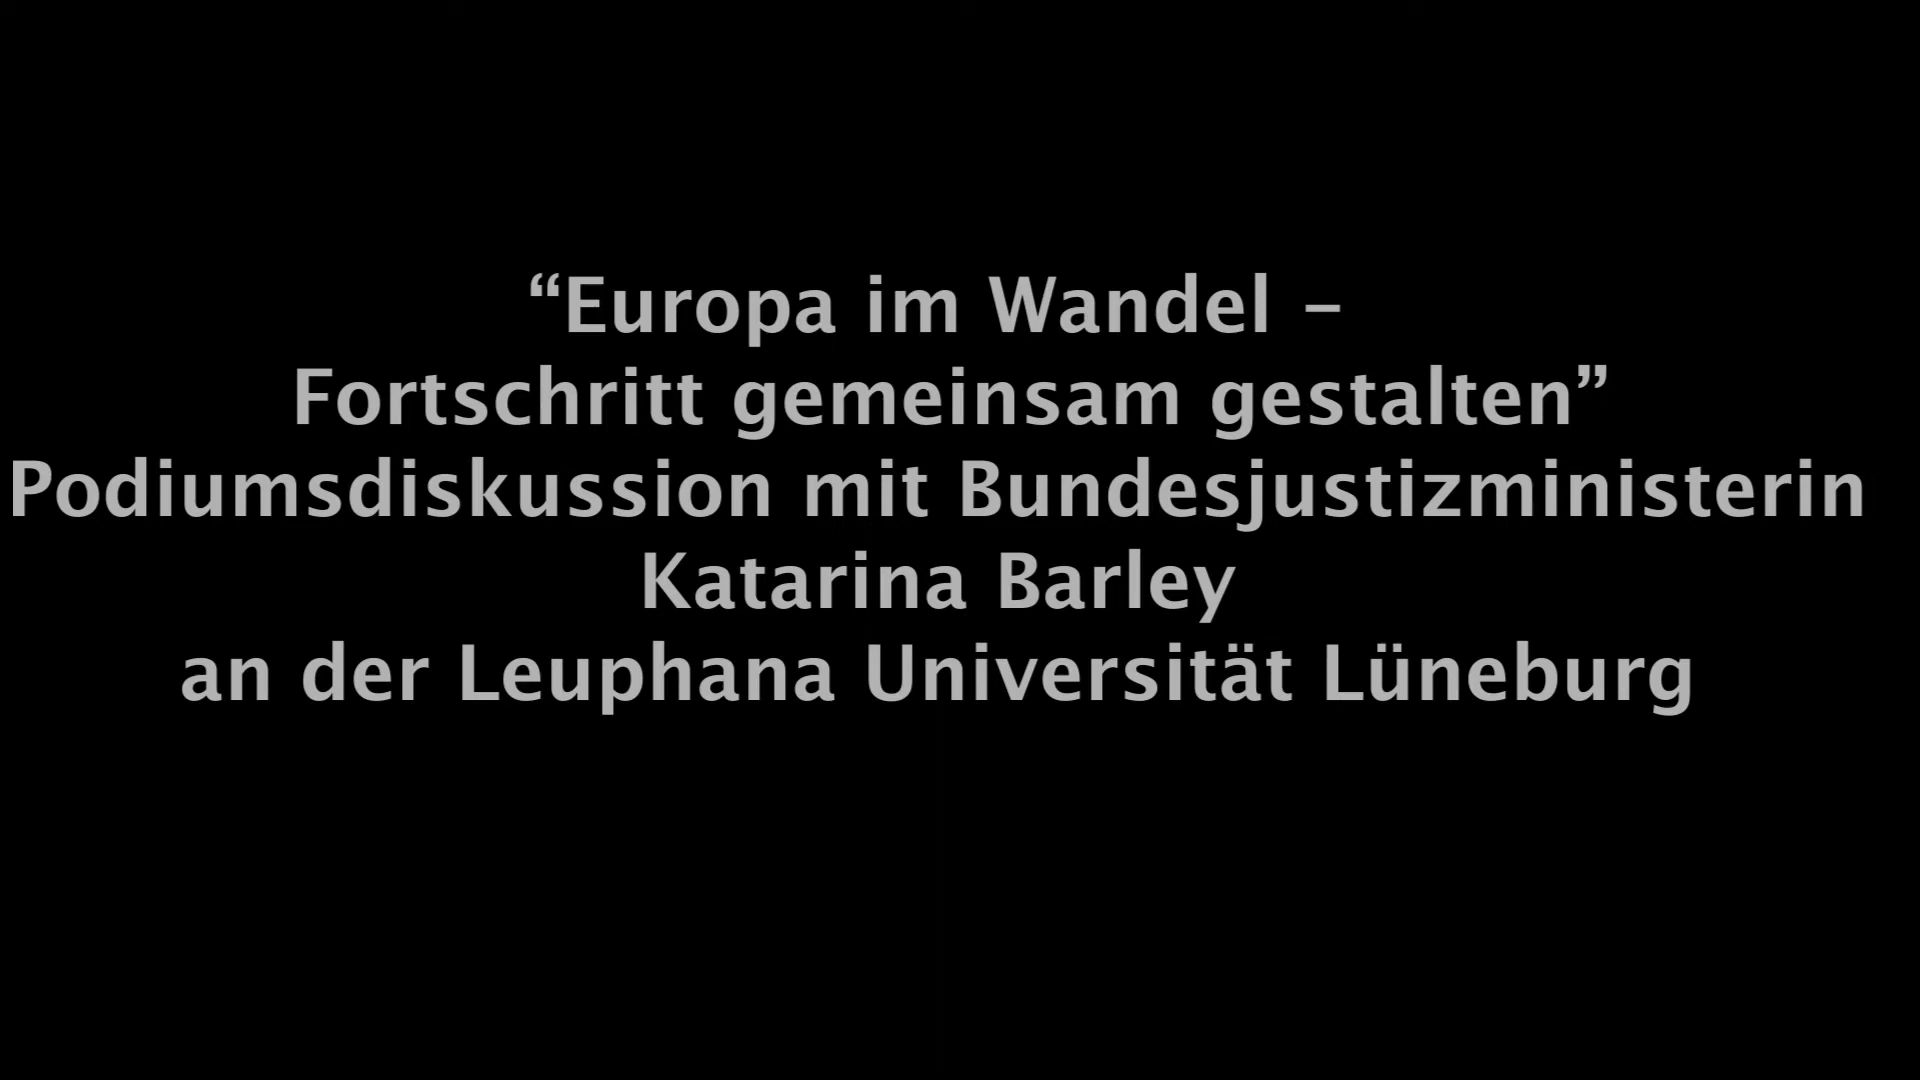 “Europa im Wandel –
Fortschritt gemeinsam gestalten”
Podiumsdiskussion mit Bundesjustizministerin
Katarina Barley
an der Leuphana Universität Lüneburg